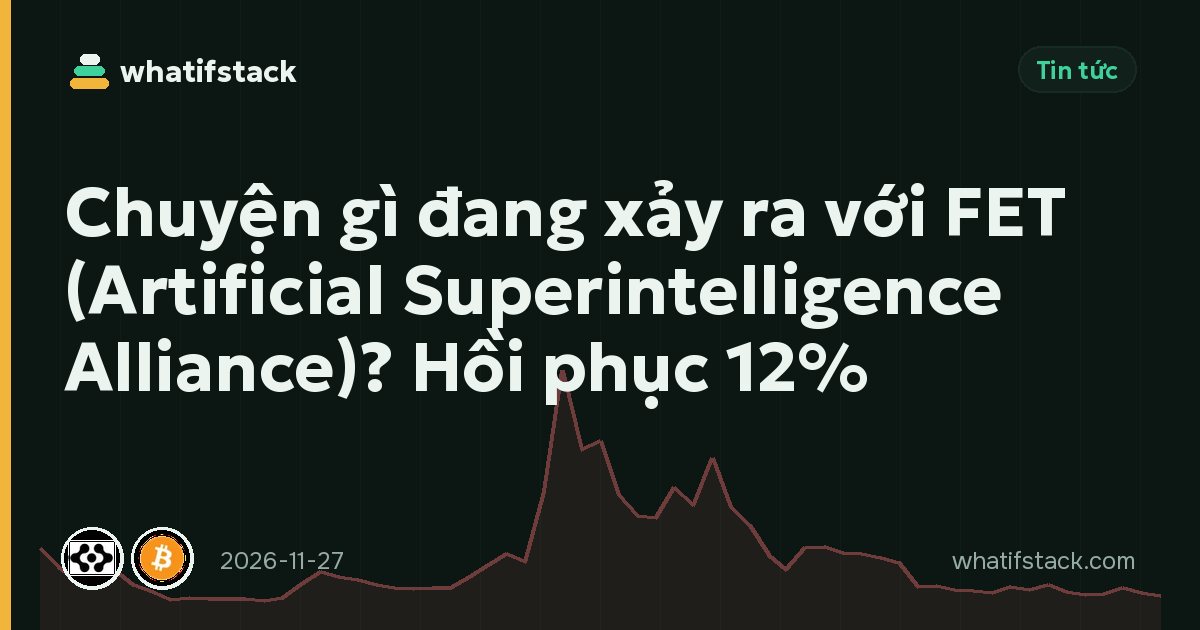 whatifstack
Tin tức
Chuyện gì đang xảy ra với FET
(Artificial Superintelligence
Alliance)? Hồi phục 12%
2026-11-27
whatifstack.com